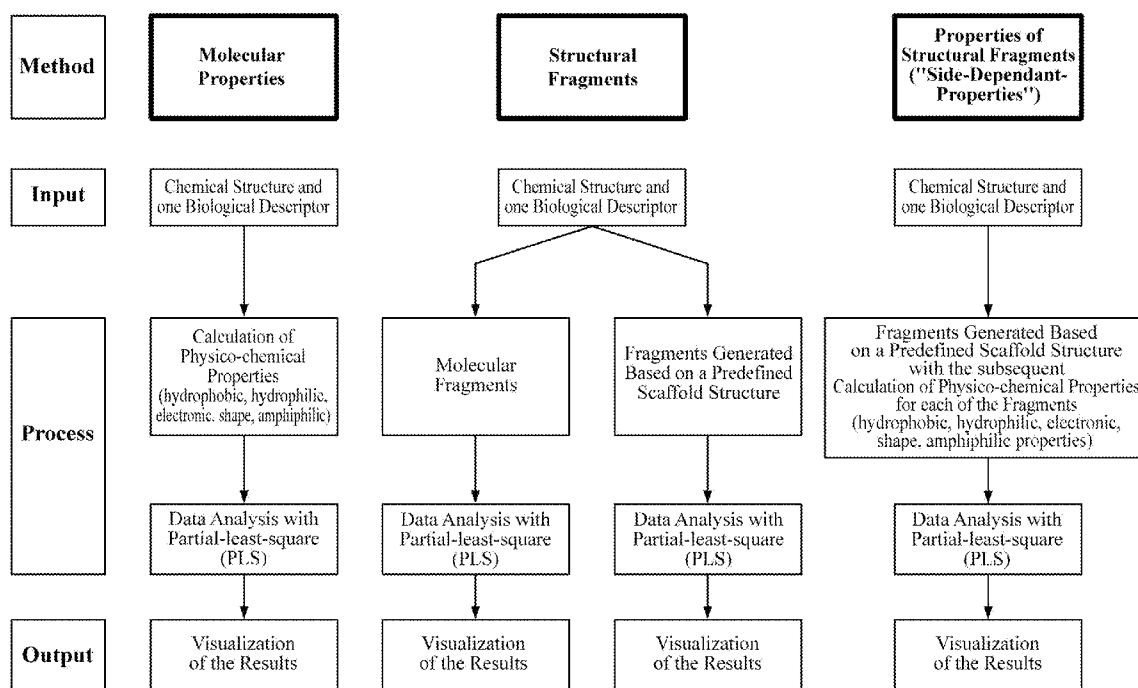 Method
Molecular
Properties
Structural
Fragments
Properties of
Structural Fragments
("Side-Dependant-
Properties")
Input
Chemical Structure and
one Biological Descriptor
Chemical Structure and
one Biological Descriptor
Chemical Structure and
one Biological Descriptor
Process
Calculation of
Physico-chemical
Properties
(hydrophobic, hydrophilic,
electronic, shape, amphiphilic)
Molecular
Fragments
Fragments Generated
Based on a Predefined
Scaffold Structure
Fragments Generated Based
on a Predefined Scaffold Structure
with the subsequent
Calculation of Physico-chemical Properties
for each of the Fragments
(hydrophobic, hydrophilic, electronic,
shape, amphiphilic properties)
Data Analysis with
Partial-least-square
(PLS)
Data Analysis with
Partial-least-square
(PLS)
Data Analysis with
Partial-least-square
(PLS)
Data Analysis with
Partial-least-square
(PLS)
Output
Visualization
of the Results
Visualization
of the Results
Visualization
of the Results
Visualization
of the Results